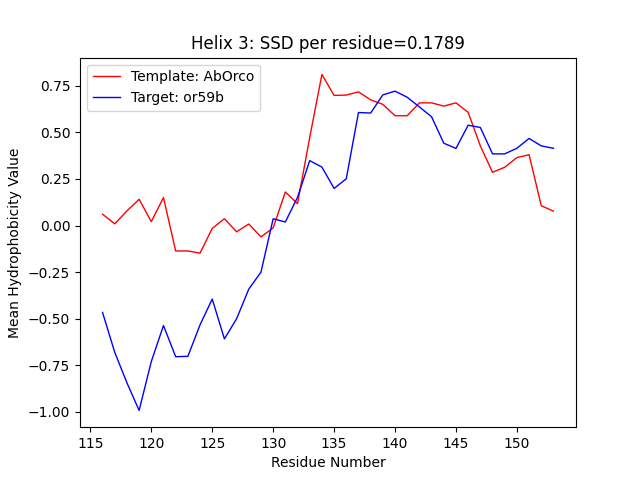 Helix 3: SSD per residue=0.1789
Template: AbOrco
Target: or59b
Mean Hydrophobicity Value
0.75
0.50
0.25
0.00
−0.25
−0.50
−0.75
−1.00
115 120 125 130 135 140 145 150
Residue Number